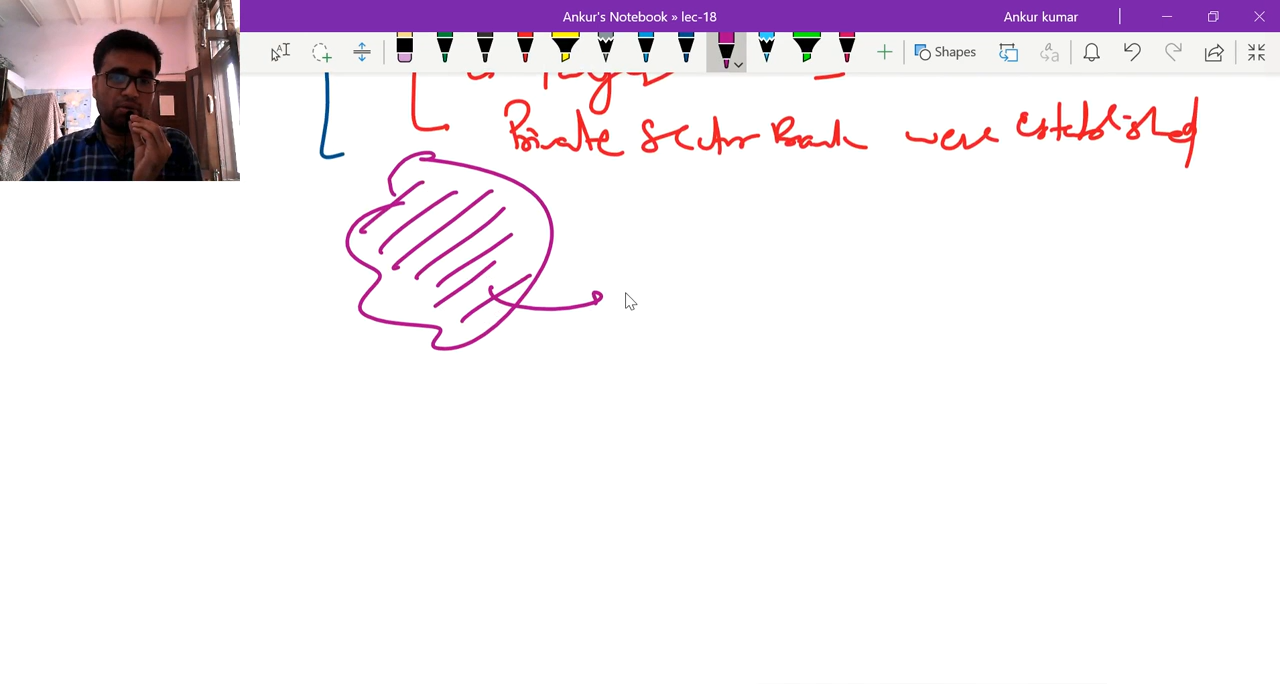 Ankur's Notebook » lec-18
Ankur kumar
Shapes
Private Sector Bank were established